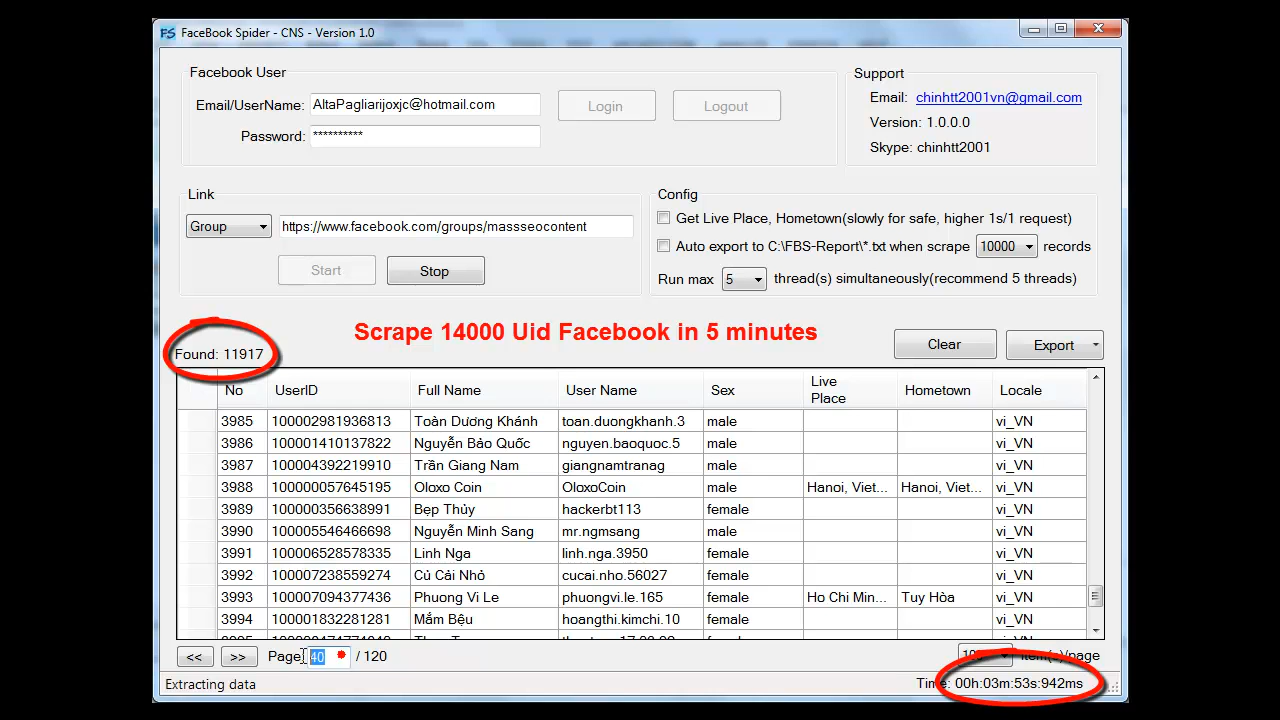 FS FaceBook Spider - CNS - Version 1.0
Facebook User
Email/UserName: AltaPagliarijoxjc@hotmail.com
Login
Logout
Password: **********
Support
Email: chinhtt2001vn@gmail.com
Version: 1.0.0.0
Skype: chinhtt2001
Link
Group
https://www.facebook.com/groups/massseocontent
Start
Stop
Config
Get Live Place, Hometown(slowly for safe, higher 1s/1 request)
Auto export to C:\FBS-Report\*.txt when scrape 10000 records
Run max 5 thread(s) simultaneously(recommend 5 threads)
Scrape 14000 Uid Facebook in 5 minutes
Found: 11917
Clear
Export
No UserID Full Name User Name Sex Live Place Hometown Locale
3985 100002981936813 Toàn Dương Khánh toan.duongkhanh.3 male vi_VN
3986 100001410137822 Nguyễn Bảo Quốc nguyen.baoquoc.5 male vi_VN
3987 100004392219910 Trần Giang Nam giangnamtranag male vi_VN
3988 100000057645195 Oloxo Coin OloxoCoin male Hanoi, Viet... Hanoi, Viet... vi_VN
3989 100000356638991 Bẹp Thủy hackerbt113 female vi_VN
3990 100005546466698 Nguyễn Minh Sang mr.ngmsang male vi_VN
3991 100006528578335 Linh Nga linh.nga.3950 female vi_VN
3992 100007238559274 Củ Cải Nhỏ cucai.nho.56027 female vi_VN
3993 100007094377436 Phuong Vi Le phuongvi.le.165 female Ho Chi Min... Tuy Hòa vi_VN
3994 100001832281281 Mắm Bệu hoangthi.kimchi.10 female vi_VN
<< >> Page 40 / 120
item(s)/page
Extracting data
Time: 00h:03m:53s:942ms